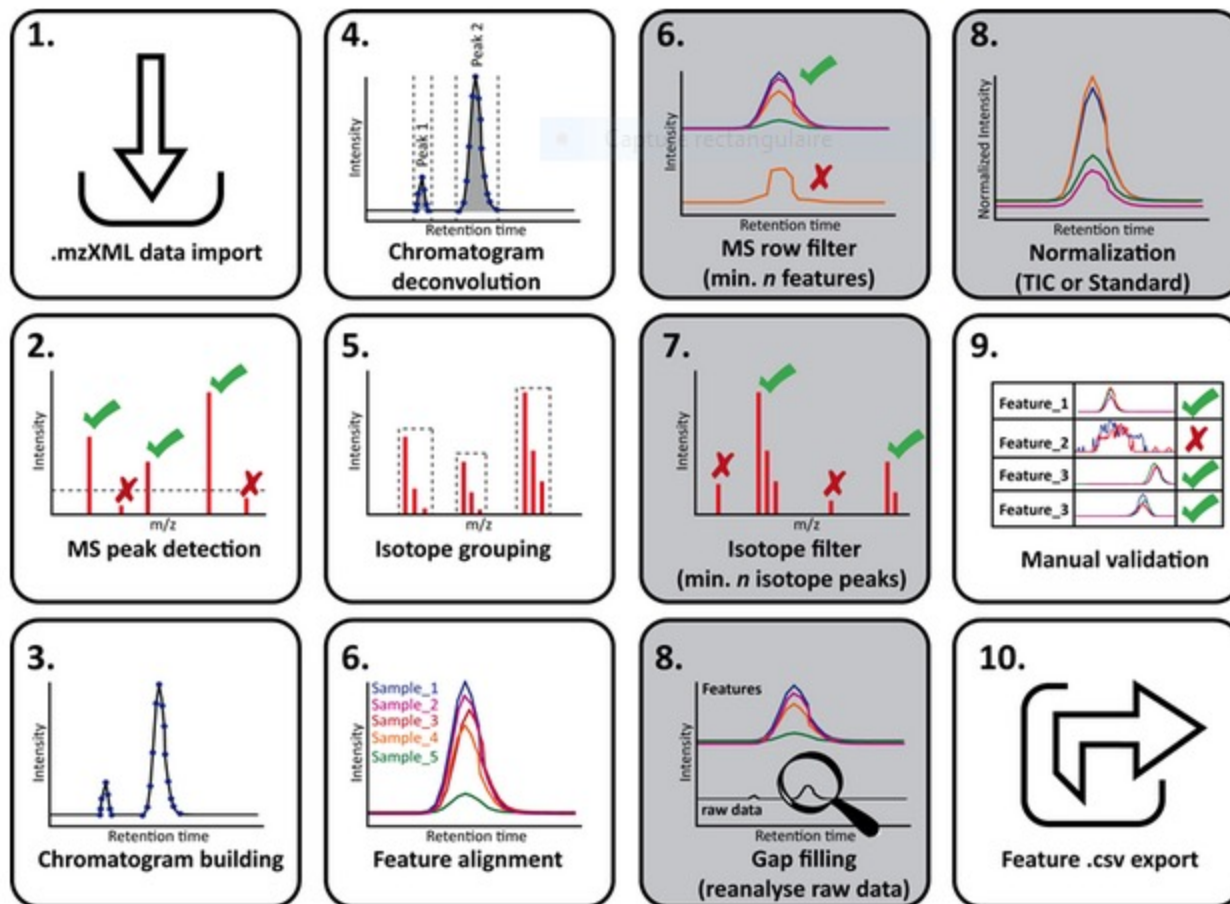 1.
.mzXML data import
2.
Intensity
m/z
MS peak detection
3.
Intensity
Retention time
Chromatogram building
4.
Intensity
Peak 1
Peak 2
Retention time
Chromatogram
deconvolution
5.
Intensity
m/z
Isotope grouping
6.
Sample_1
Sample_2
Sample_3
Sample_4
Sample_5
Intensity
Retention time
Feature alignment
6.
Capture rectangulaire
Intensity
Retention time
MS row filter
(min. n features)
7.
Intensity
m/z
Isotope filter
(min. n isotope peaks)
8.
Features
Intensity
raw data
Retention time
Gap filling
(reanalyse raw data)
8.
Normalized Intensity
Retention time
Normalization
(TIC or Standard)
9.
Feature_1
Feature_2
Feature_3
Feature_3
Manual validation
10.
Feature .csv export